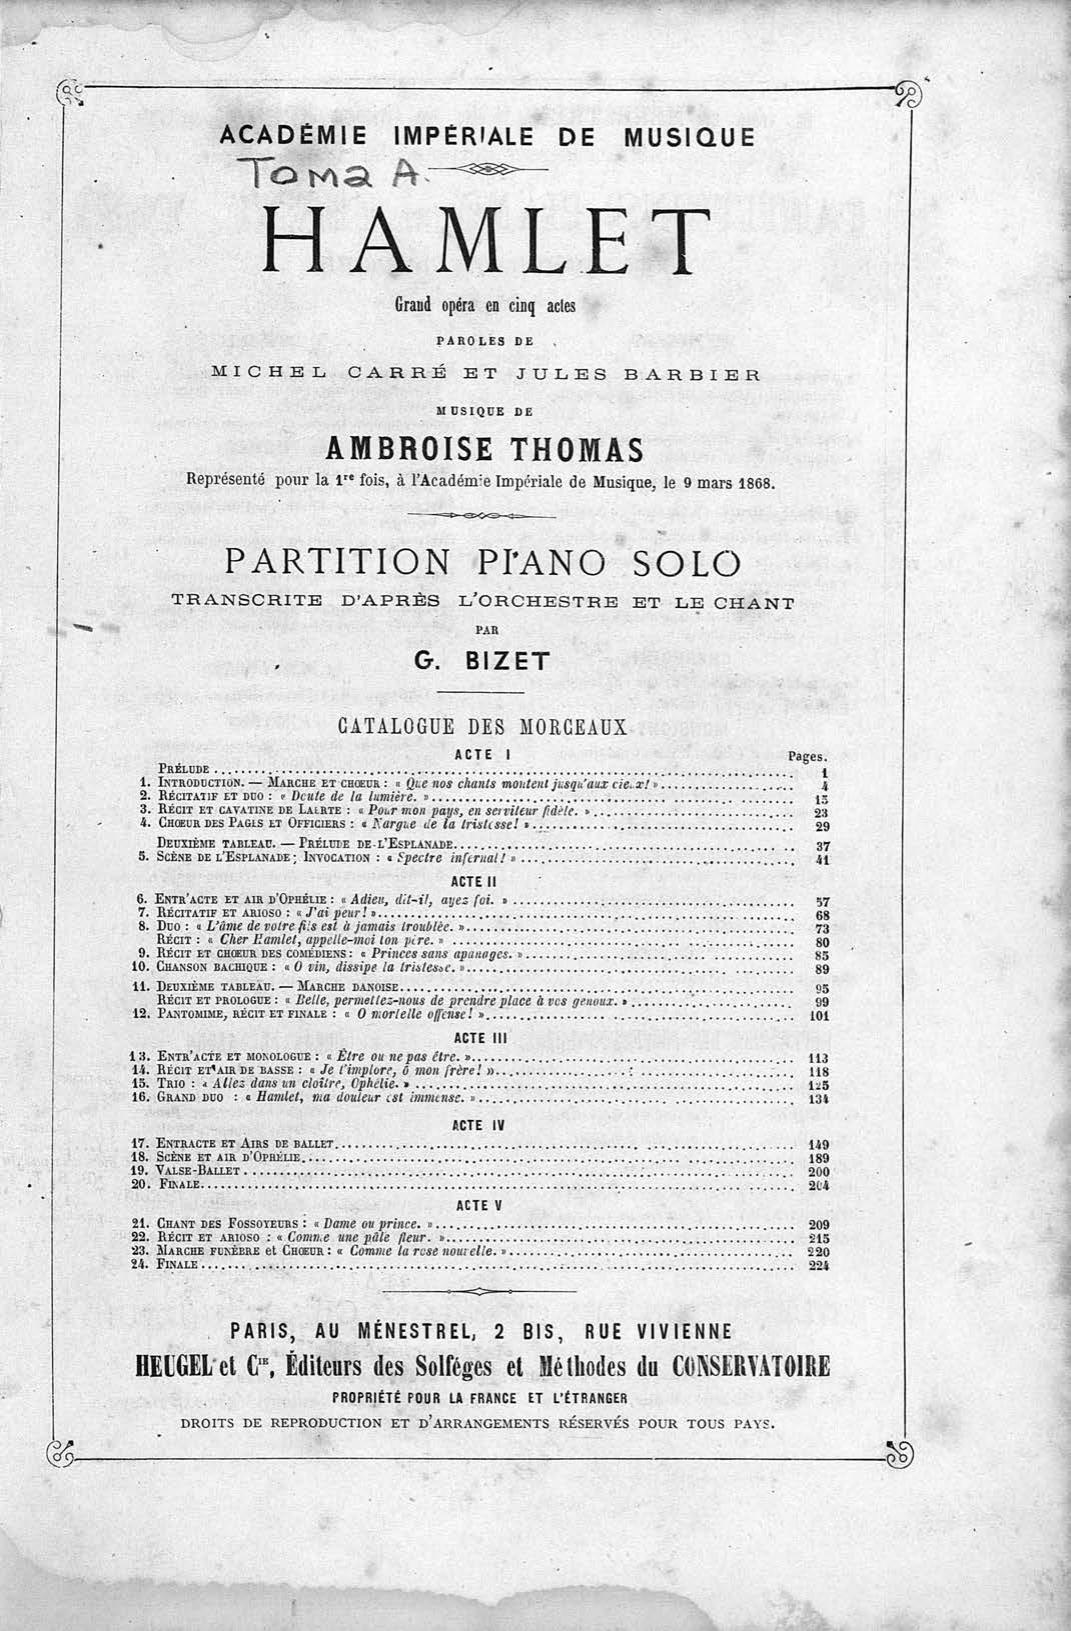 ACADÉMIE IMPÉRIALE DE MUSIQUE
Тома А.
HAMLET
Grand opéra en cinq actes
PAROLES DE
MICHEL CARRÉ ET JULES BARBIER
MUSIQUE DE
AMBROISE THOMAS
Représenté pour la 1re fois, à l'Académie Impériale de Musique, le 9 mars 1868.
PARTITION PIANO SOLO
TRANSCRITE D'APRÈS L'ORCHESTRE ET LE CHANT
PAR
G. BIZET
CATALOGUE DES MORCEAUX
ACTE I
Pages.
PRÉLUDE 1
1. INTRODUCTION. — MARCHE ET CHŒUR : « Que nos chants montent jusqu'aux cieux! » 4
2. RÉCITATIF ET DUO : « Doute de la lumière. » 15
3. RÉCIT ET CAVATINE DE LAERTE : « Pour mon pays, en serviteur fidèle. » 23
4. CHŒUR DES PAGES ET OFFICIERS : « Nargue de la tristesse! » 29
DEUXIÈME TABLEAU. — PRÉLUDE DE L'ESPLANADE 37
5. SCÈNE DE L'ESPLANADE; INVOCATION : « Spectre infernal! » 41
ACTE II
6. ENTR'ACTE ET AIR D'OPHÉLIE : « Adieu, dit-il, ayez foi. » 57
7. RÉCITATIF ET ARIOSO : « J'ai peur! » 68
8. DUO : « L'âme de votre fils est à jamais troublée. » 73
RÉCIT : « Cher Hamlet, appelle-moi ton père. » 80
9. RÉCIT ET CHŒUR DES COMÉDIENS : « Princes sans apanages. » 85
10. CHANSON BACHIQUE : « O vin, dissipe la tristesse. » 89
11. DEUXIÈME TABLEAU. — MARCHE DANOISE 95
RÉCIT ET PROLOGUE : « Belle, permettez-nous de prendre place à vos genoux. » 99
12. PANTOMIME, RÉCIT ET FINALE : « O mortelle offense! » 101
ACTE III
13. ENTR'ACTE ET MONOLOGUE : « Être ou ne pas être. » 113
14. RÉCIT ET AIR DE BASSE : « Je t'implore, ô mon frère! » 118
15. TRIO : « Allez dans un cloître, Ophélie. » 125
16. GRAND DUO : « Hamlet, ma douleur est immense. » 134
ACTE IV
17. ENTRACTE ET AIRS DE BALLET 149
18. SCÈNE ET AIR D'OPHÉLIE 189
19. VALSE-BALLET 200
20. FINALE 204
ACTE V
21. CHANT DES FOSSOYEURS : « Dame ou prince. » 209
22. RÉCIT ET ARIOSO : « Comme une pâle fleur. » 215
23. MARCHE FUNÈBRE et CHŒUR : « Comme la rose nouvelle. » 220
24. FINALE 224
PARIS, AU MÉNESTREL, 2 BIS, RUE VIVIENNE
HEUGEL et Cie, Éditeurs des Solféges et Méthodes du CONSERVATOIRE
PROPRIÉTÉ POUR LA FRANCE ET L'ÉTRANGER
DROITS DE REPRODUCTION ET D'ARRANGEMENTS RÉSERVÉS POUR TOUS PAYS.